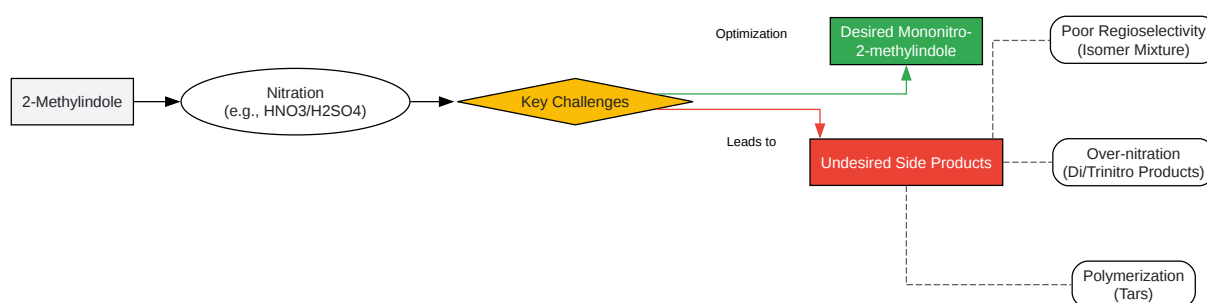 2-Methylindole
Nitration
(e.g., HNO3/H2SO4)
Key Challenges
Optimization
Leads to
Desired Mononitro-
2-methylindole
Undesired Side Products
Poor Regioselectivity
(Isomer Mixture)
Over-nitration
(Di/Trinitro Products)
Polymerization
(Tars)